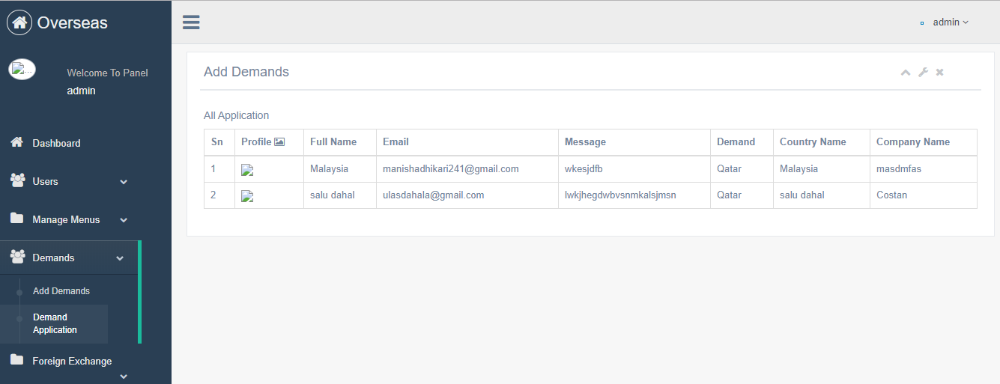 Overseas
admin
...
Welcome To Panel
admin
Dashboard
Users
Manage Menus
Demands
Add Demands
Demand
Application
Foreign Exchange
Add Demands
All Application
Sn Profile Full Name Email Message Demand Country Name Company Name
1 Malaysia manishadhikari241@gmail.com wkesjdfb Qatar Malaysia masdmfas
2 salu dahal ulasdahala@gmail.com lwkjhegdwbvsnmkalsjmsn Qatar salu dahal Costan